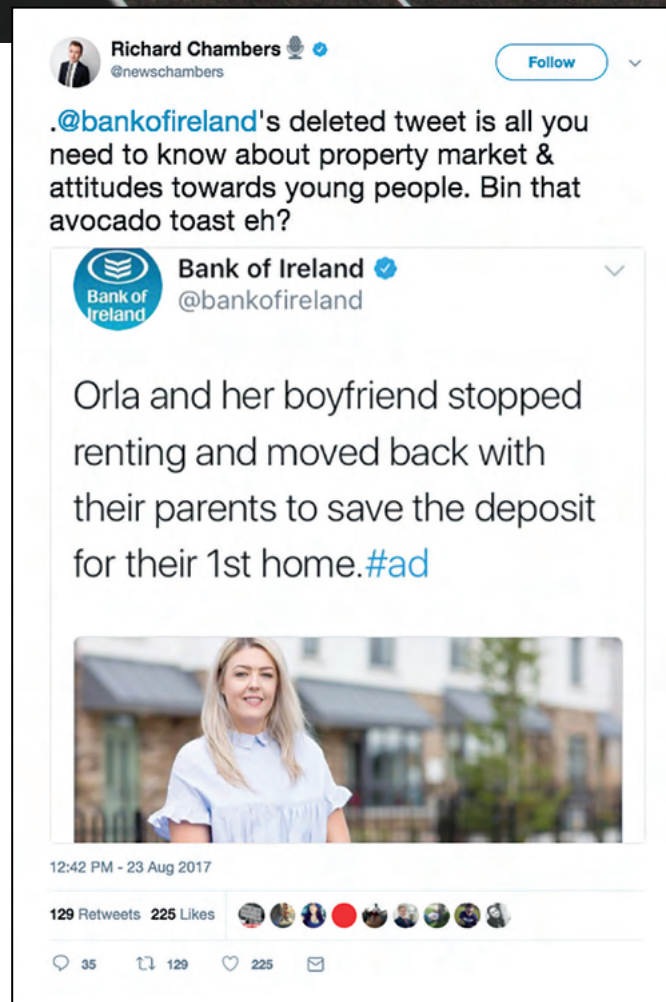 Richard Chambers
@newschambers
Follow
.@bankofireland's deleted tweet is all you
need to know about property market &
attitudes towards young people. Bin that
avocado toast eh?
Bank of
Ireland
Bank of Ireland
@bankofireland
Orla and her boyfriend stopped
renting and moved back with
their parents to save the deposit
for their 1st home.#ad
12:42 PM - 23 Aug 2017
129 Retweets 225 Likes
35 129 225